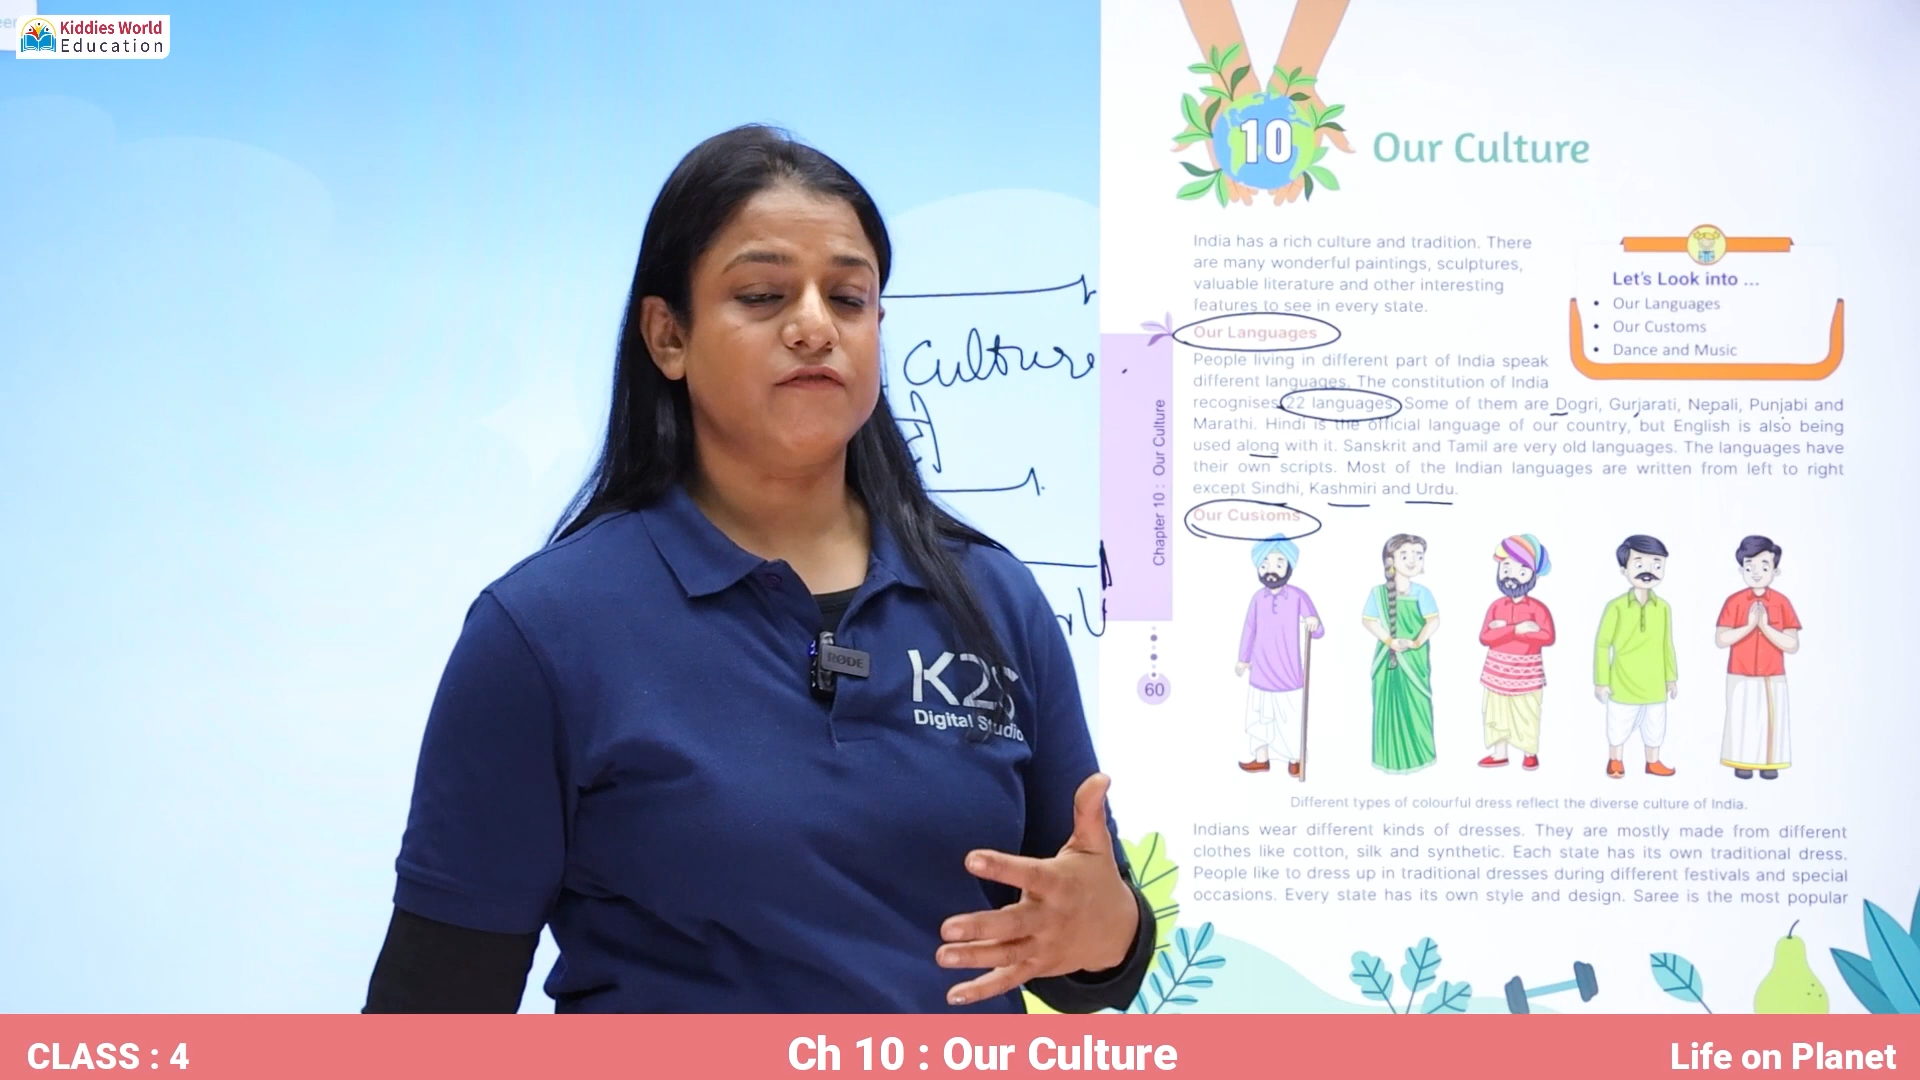 Kiddies World
Education
10
Our Culture
India has a rich culture and tradition. There
are many wonderful paintings, sculptures,
valuable literature and other interesting
features to see in every state.
Let's Look into ...
• Our Languages
• Our Customs
• Dance and Music
Our Languages
People living in different part of India speak
different languages. The constitution of India
recognises 22 languages. Some of them are Dogri, Gurjarati, Nepali, Punjabi and
Marathi. Hindi is the official language of our country, but English is also being
used along with it. Sanskrit and Tamil are very old languages. The languages have
their own scripts. Most of the Indian languages are written from left to right
except Sindhi, Kashmiri and Urdu.
Our Customs
Different types of colourful dress reflect the diverse culture of India.
Indians wear different kinds of dresses. They are mostly made from different
clothes like cotton, silk and synthetic. Each state has its own traditional dress.
People like to dress up in traditional dresses during different festivals and special
occasions. Every state has its own style and design. Saree is the most popular
Chapter 10 : Our Culture
60
Culture
RØDE
K2S
Digital Studio
CLASS : 4
Ch 10 : Our Culture
Life on Planet